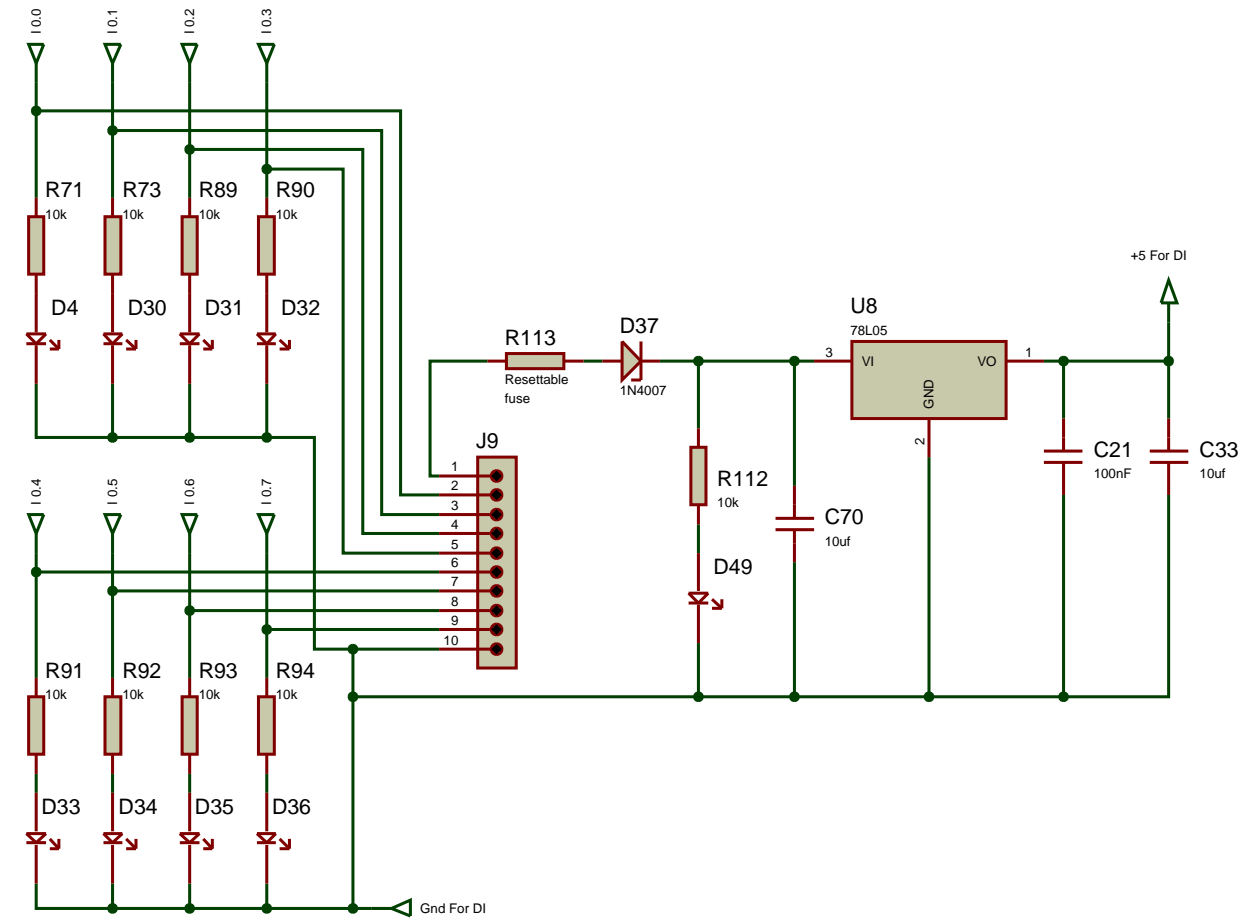 I 0.0
I 0.1
I 0.2
I 0.3
R71
10k
R73
10k
R89
10k
R90
10k
D4
D30
D31
D32
R113
Resettable
fuse
D37
1N4007
U8
78L05
3
VI
VO
1
GND
2
+5 For DI
C21
100nF
C33
10uf
R112
10k
C70
10uf
D49
J9
1
2
3
4
5
6
7
8
9
10
I 0.4
I 0.5
I 0.6
I 0.7
R91
10k
R92
10k
R93
10k
R94
10k
D33
D34
D35
D36
Gnd For DI